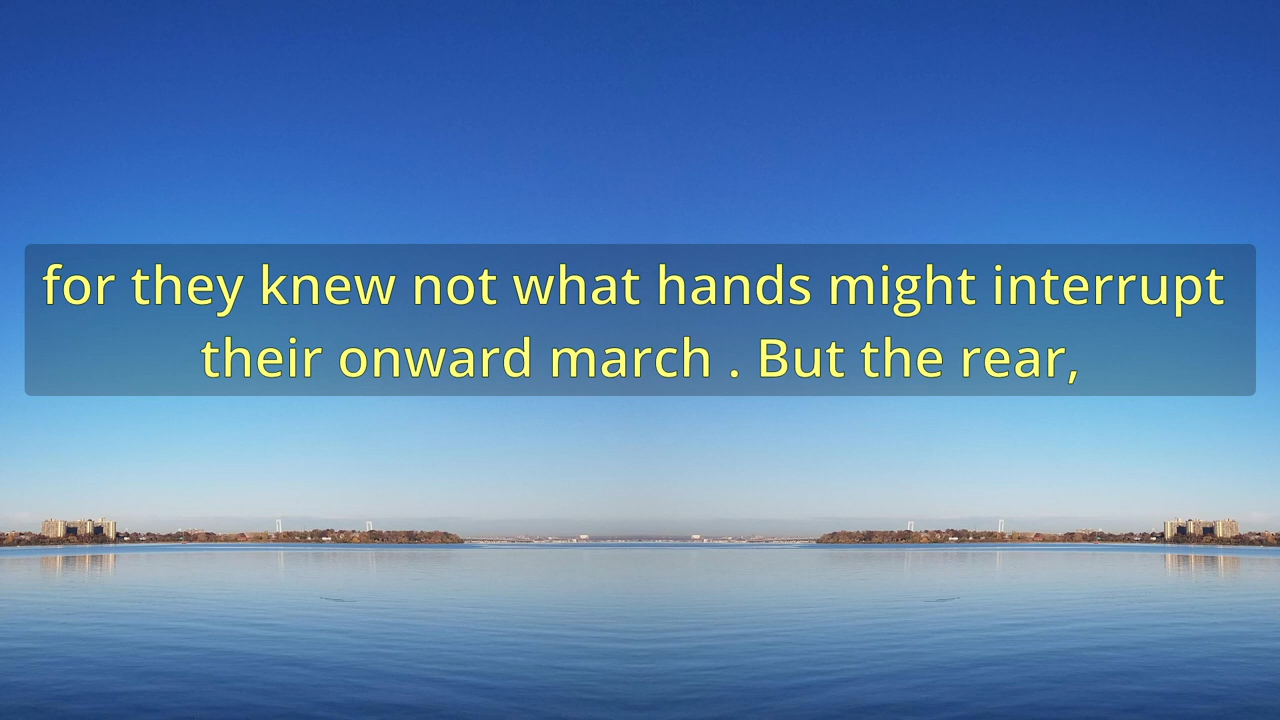 for they knew not what hands might interrupt
their onward march . But the rear,